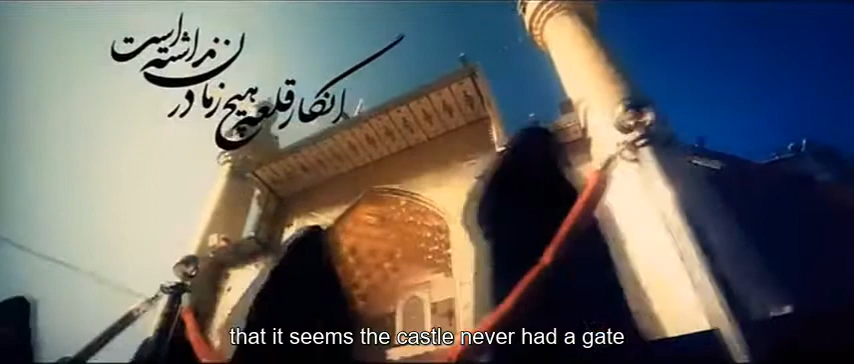 انگار قلعه هیچ زمان در
نداشته است
that it seems the castle never had a gate